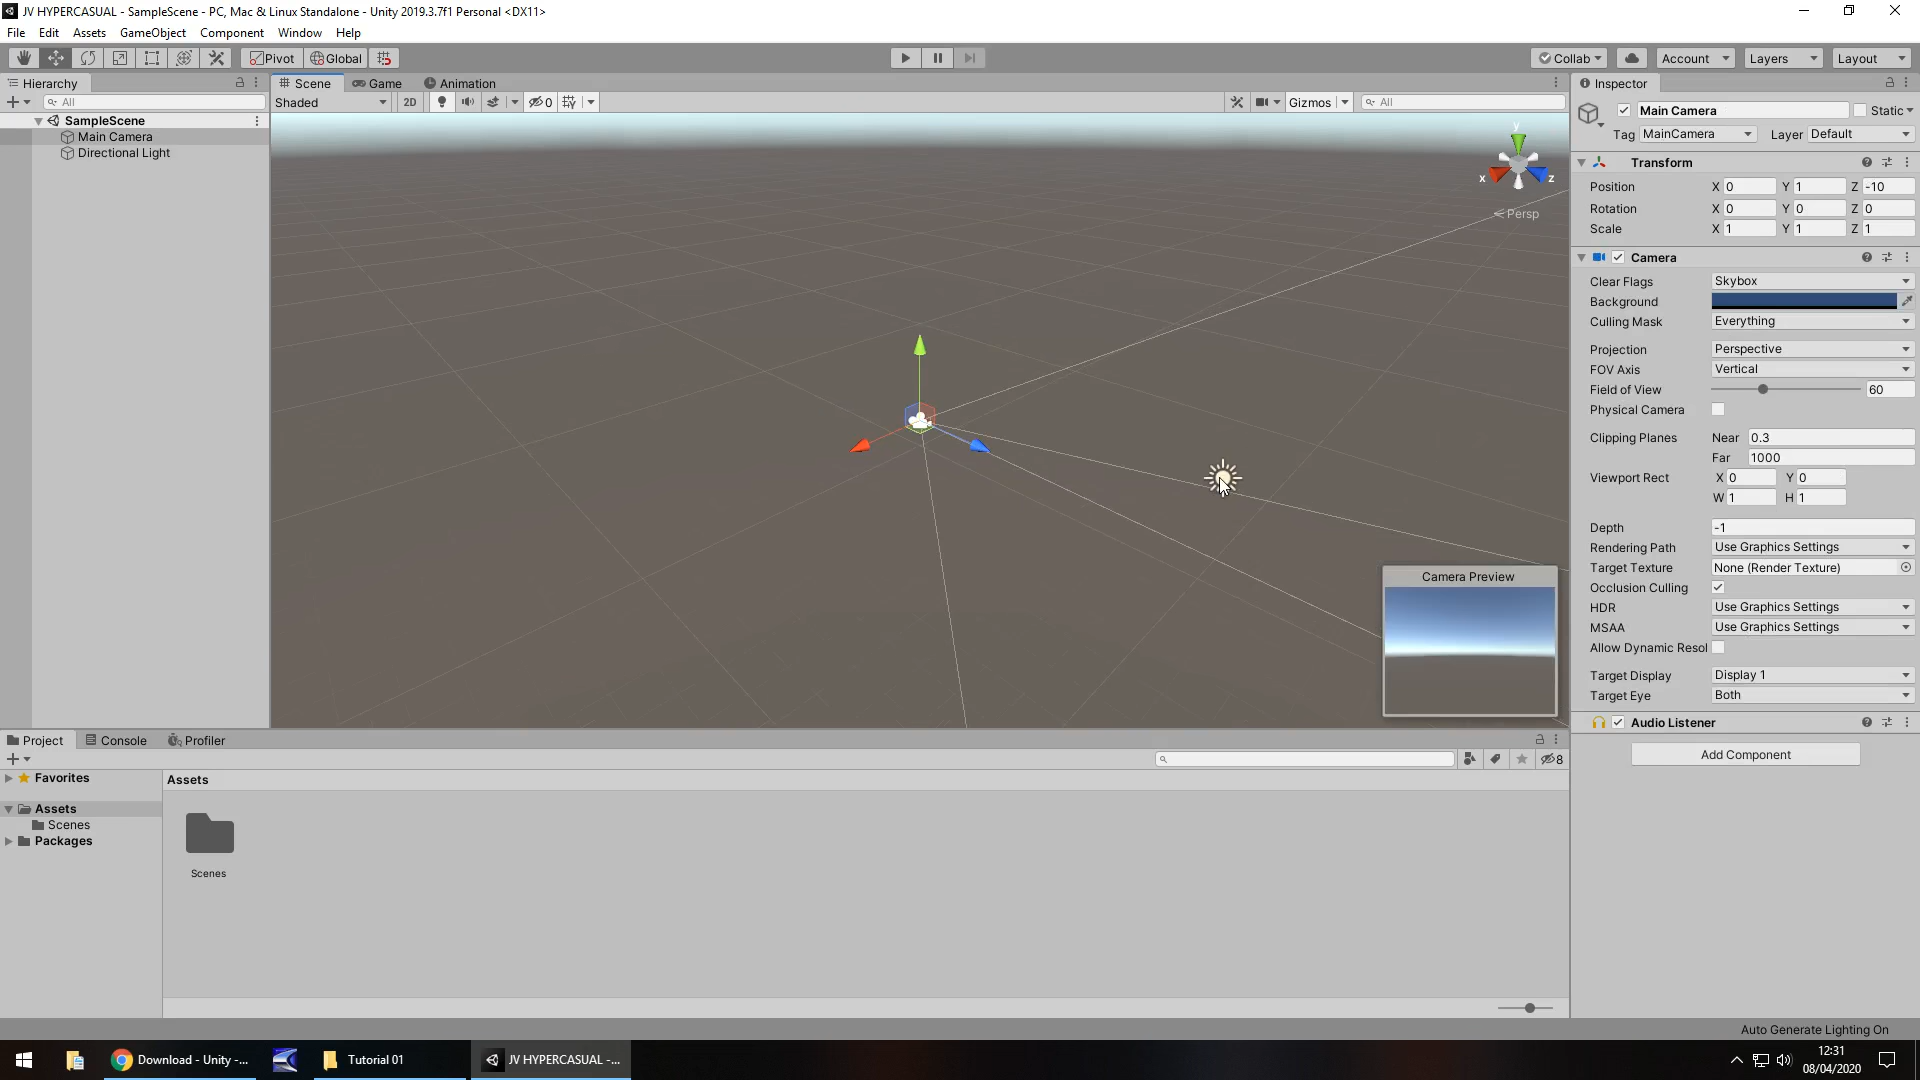 JV HYPERCASUAL - SampleScene - PC, Mac & Linux Standalone - Unity 2019.3.7f1 Personal <DX11>
File Edit Assets GameObject Component Window Help
Pivot Global Collab Account Layers Layout
Hierarchy
All
SampleScene
Main Camera
Directional Light
Scene Game Animation
Shaded 2D 0 Gizmos All
y
x z
Persp
Camera Preview
Inspector
Main Camera Static
Tag MainCamera Layer Default
Transform
Position X 0 Y 1 Z -10
Rotation X 0 Y 0 Z 0
Scale X 1 Y 1 Z 1
Camera
Clear Flags Skybox
Background
Culling Mask Everything
Projection Perspective
FOV Axis Vertical
Field of View 60
Physical Camera
Clipping Planes Near 0.3
Far 1000
Viewport Rect X 0 Y 0
W 1 H 1
Depth -1
Rendering Path Use Graphics Settings
Target Texture None (Render Texture)
Occlusion Culling
HDR Use Graphics Settings
MSAA Use Graphics Settings
Allow Dynamic Resol
Target Display Display 1
Target Eye Both
Audio Listener
Add Component
Project Console Profiler
8
Favorites
Assets
Scenes
Packages
Assets
Scenes
Auto Generate Lighting On
Download - Unity -... Tutorial 01 JV HYPERCASUAL -...
12:31
08/04/2020